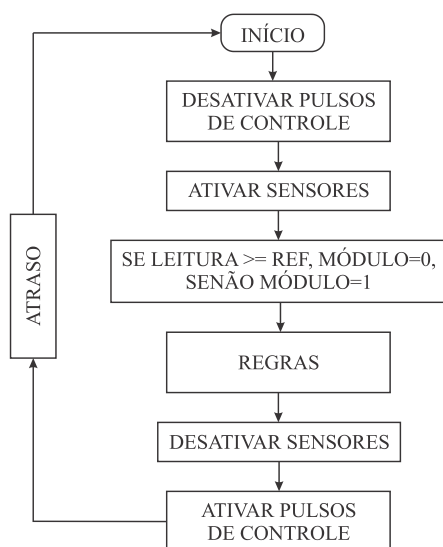 INÍCIO
DESATIVAR PULSOS
DE CONTROLE
ATIVAR SENSORES
SE LEITURA >= REF, MÓDULO=0,
SENÃO MÓDULO=1
REGRAS
DESATIVAR SENSORES
ATIVAR PULSOS
DE CONTROLE
ATRASO